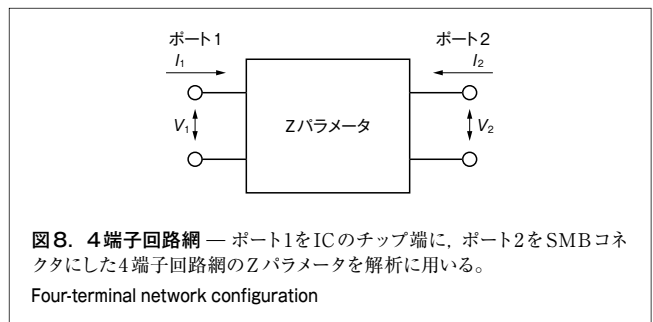 ポート1
ポート2
I1
I2
V1
Zパラメータ
V2
図8．4端子回路網 — ポート1をICのチップ端に，ポート2をSMBコネ
クタにした4端子回路網のZパラメータを解析に用いる。
Four-terminal network configuration